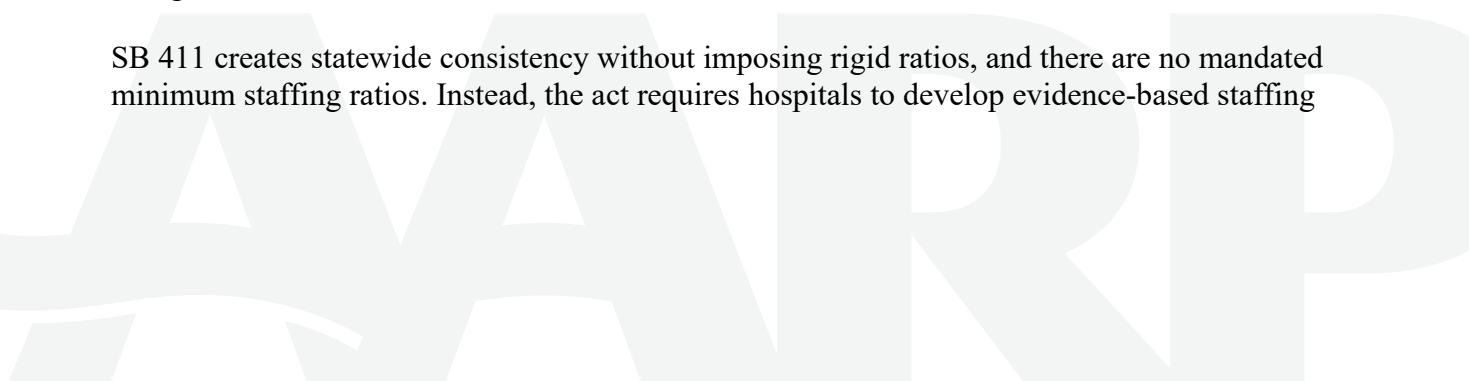 SB 411 creates statewide consistency without imposing rigid ratios, and there are no mandated
minimum staffing ratios. Instead, the act requires hospitals to develop evidence-based staffing
AARP